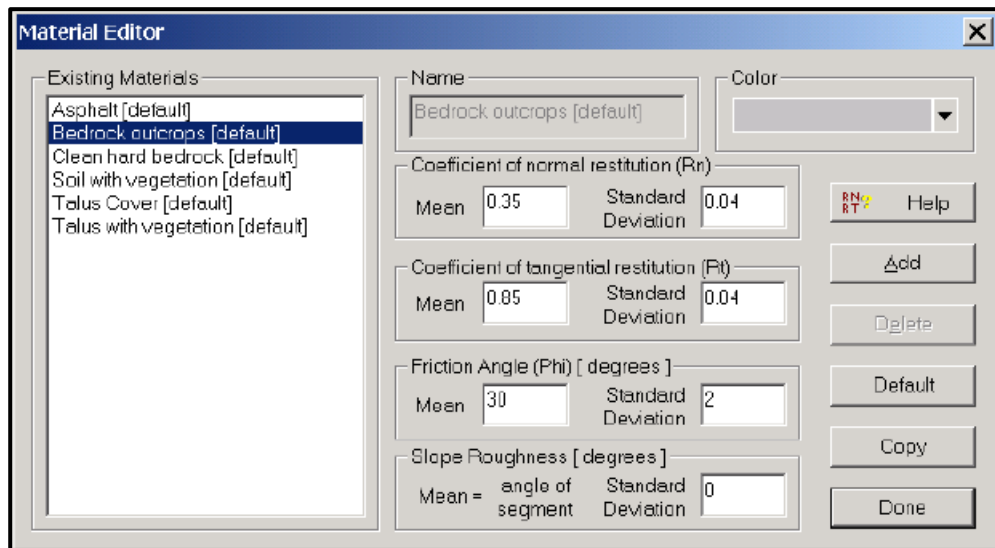 Material Editor
Existing Materials
Asphalt [default]
Bedrock outcrops [default]
Clean hard bedrock [default]
Soil with vegetation [default]
Talus Cover [default]
Talus with vegetation [default]
Name
Bedrock outcrops [default]
Color
Coefficient of normal restitution (Rn)
Mean 0.35 Standard Deviation 0.04
Coefficient of tangential restitution (Rt)
Mean 0.85 Standard Deviation 0.04
Friction Angle (Phi) [ degrees ]
Mean 30 Standard Deviation 2
Slope Roughness [ degrees ]
Mean = angle of segment Standard Deviation 0
RN? RT Help
Add
Delete
Default
Copy
Done